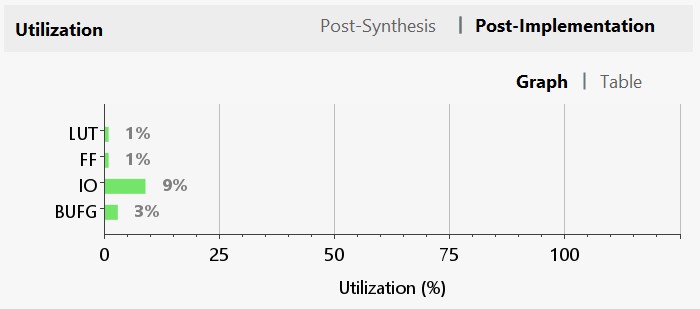 Utilization Post-Synthesis | Post-Implementation
Graph | Table
LUT 1%
FF 1%
IO 9%
BUFG 3%
0 25 50 75 100
Utilization (%)